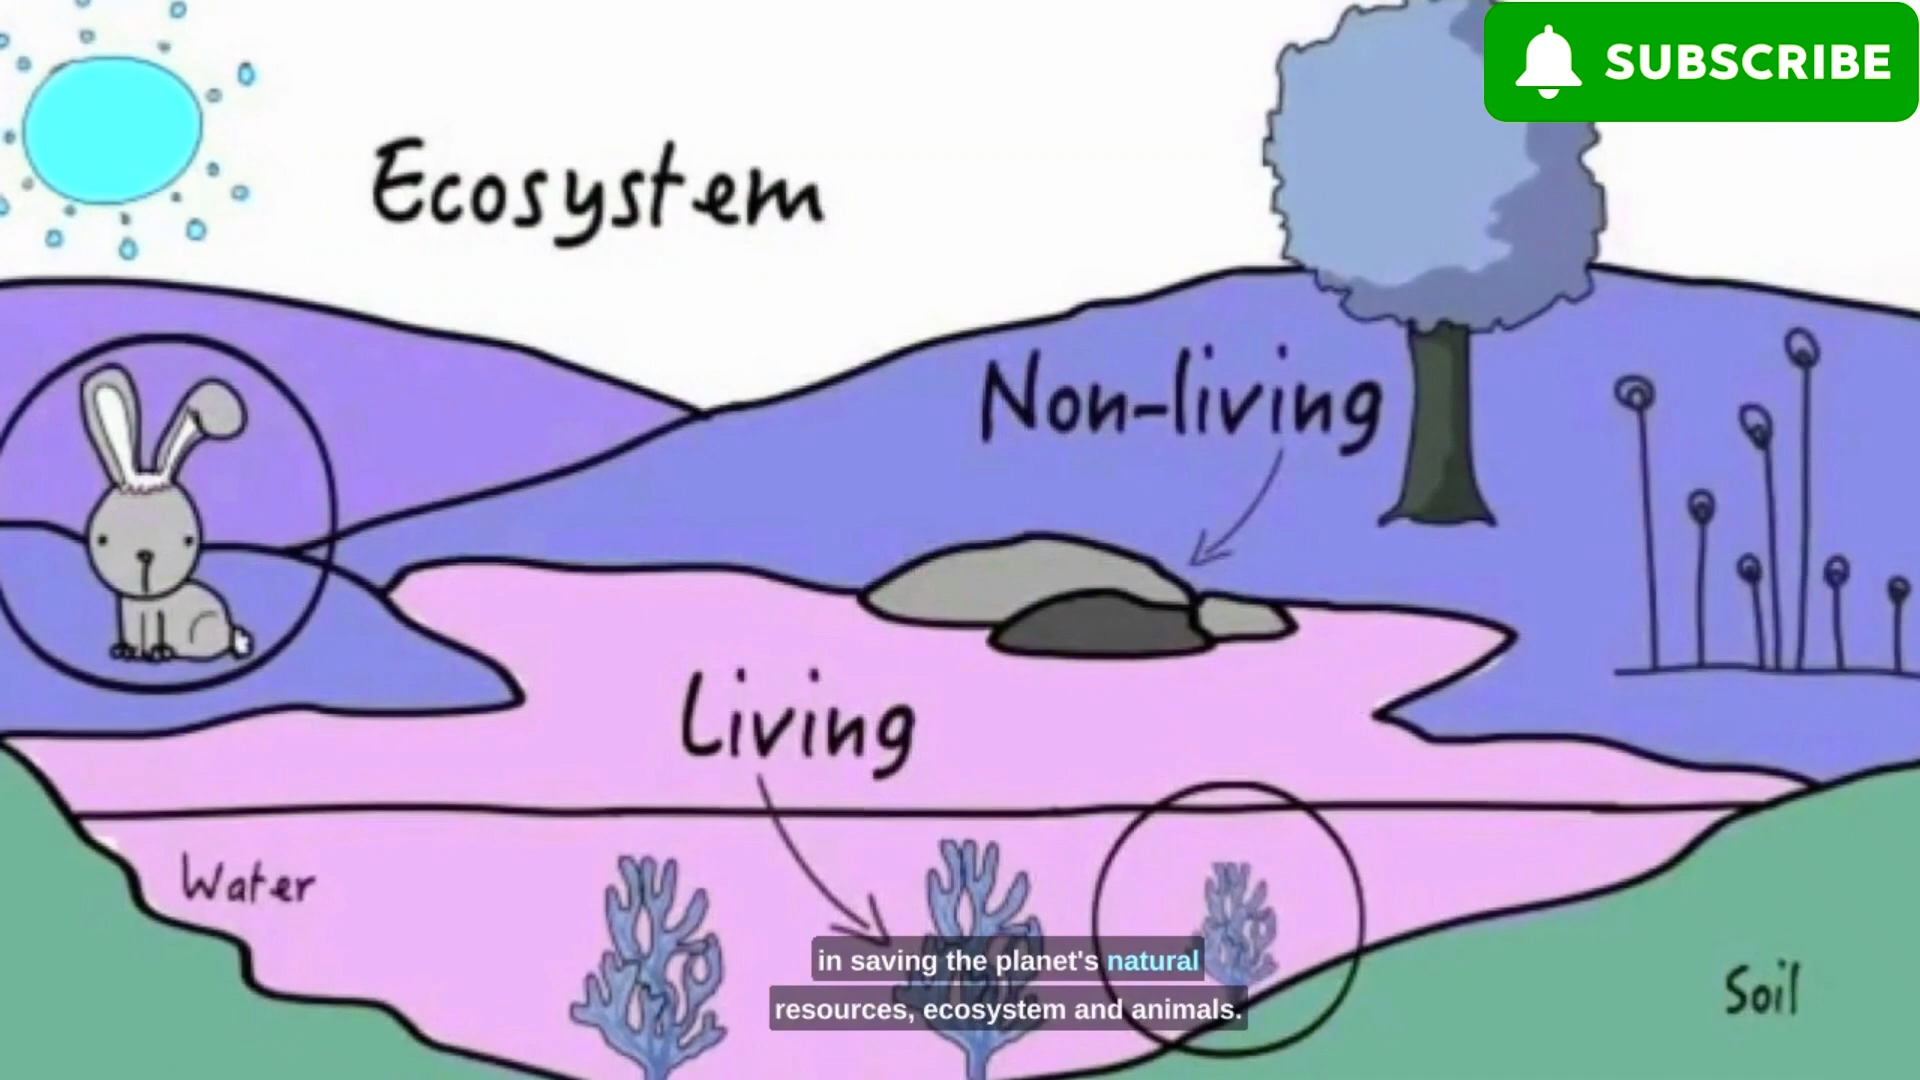 SUBSCRIBE
Ecosystem
Non-living
Living
Water
in saving the planet's natural
resources, ecosystem and animals.
Soil